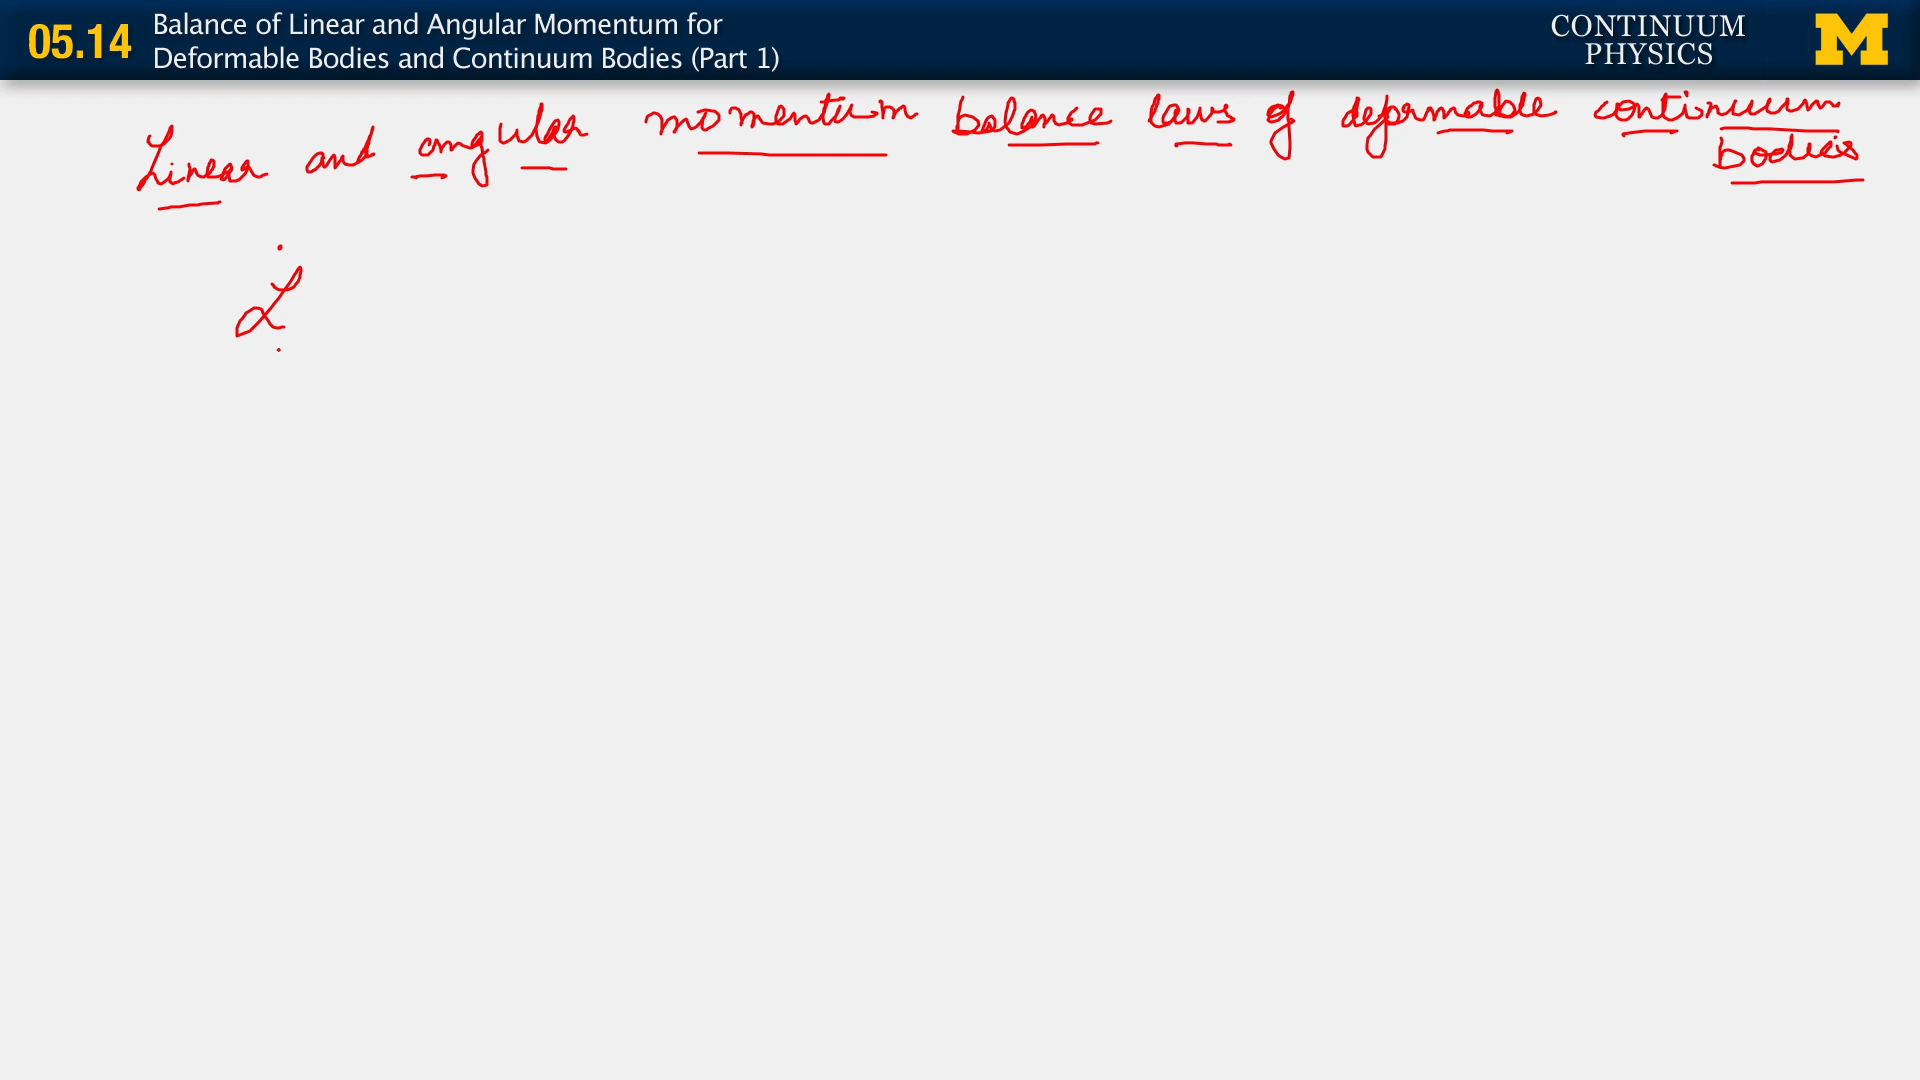 05.14
Balance of Linear and Angular Momentum for
Deformable Bodies and Continuum Bodies (Part 1)
CONTINUUM
PHYSICS
M
Linear and angular momentum balance laws of deformable continuum
bodies
ℒ̇